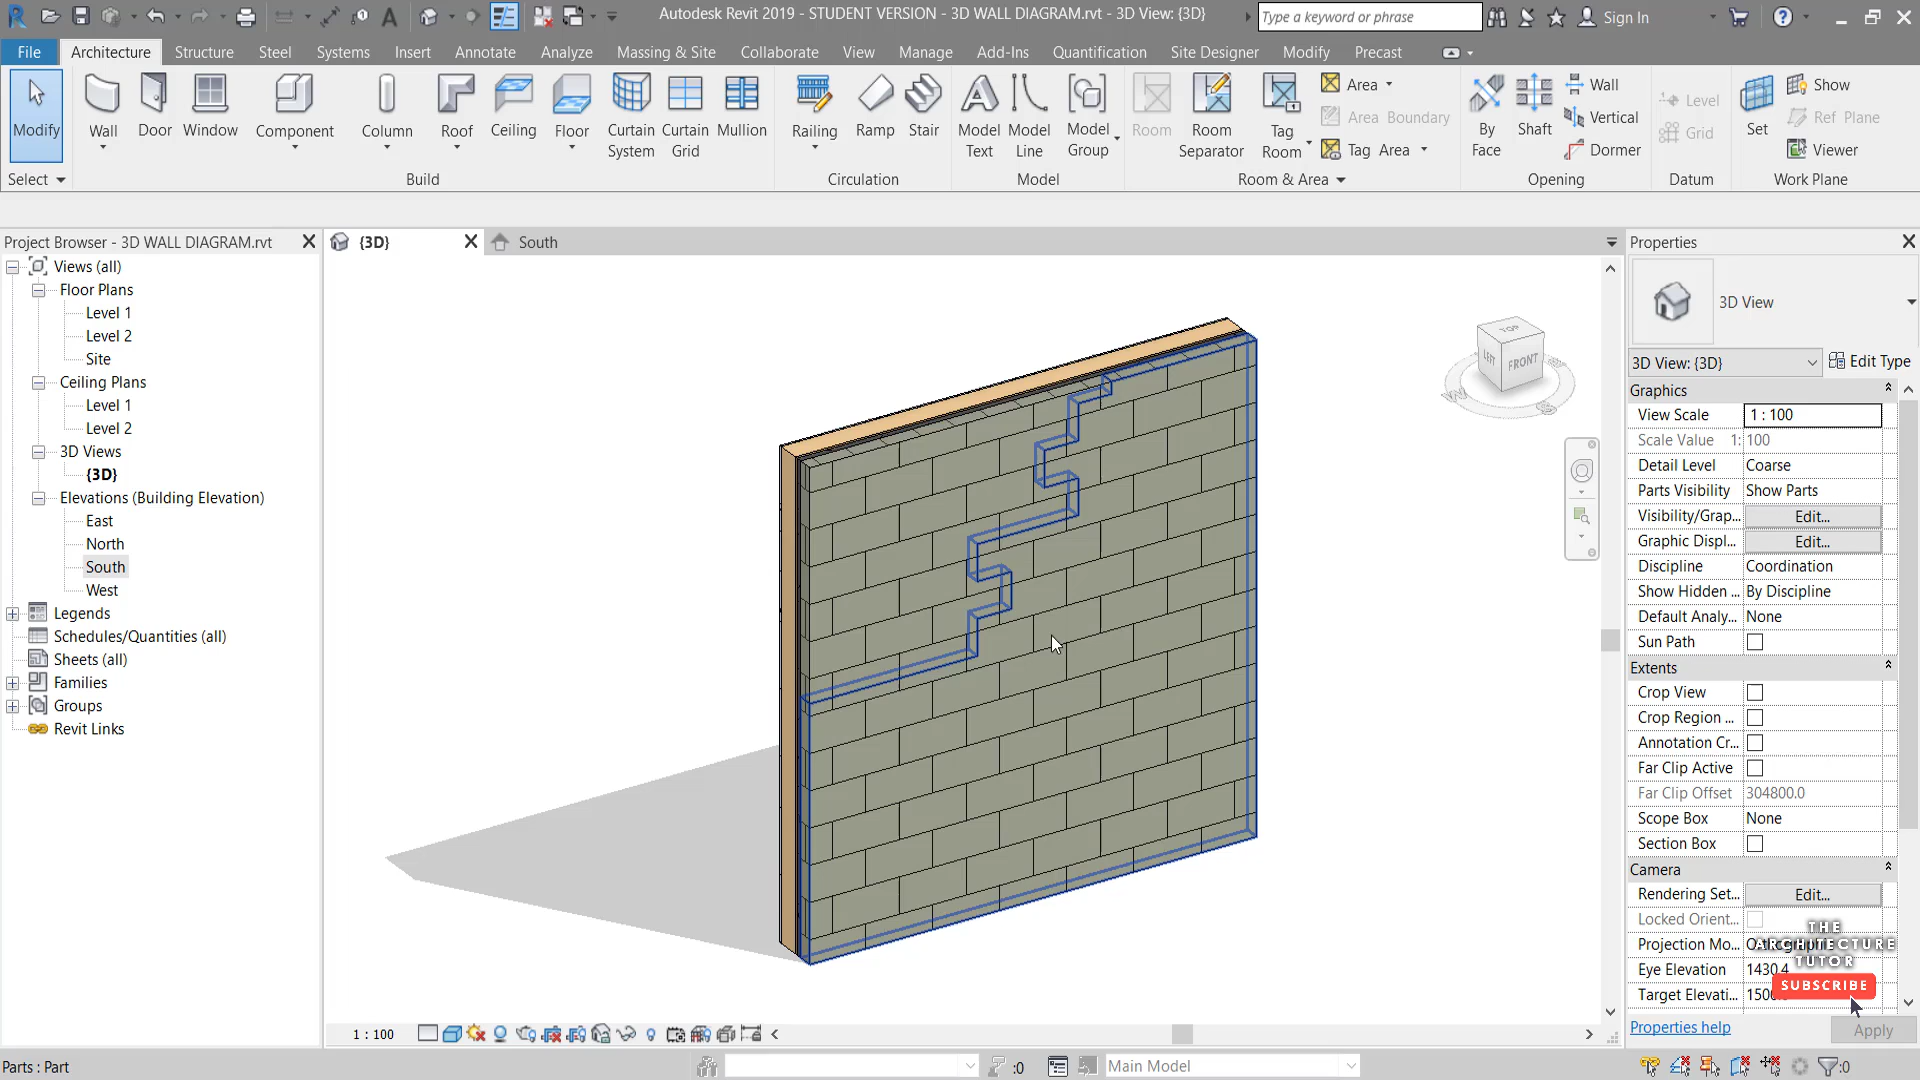 Autodesk Revit 2019 - STUDENT VERSION - 3D WALL DIAGRAM.rvt - 3D View: {3D}
Type a keyword or phrase
Sign In
File Architecture Structure Steel Systems Insert Annotate Analyze Massing & Site Collaborate View Manage Add-Ins Quantification Site Designer Modify Precast
Modify Wall Door Window Component Column Roof Ceiling Floor Curtain System Curtain Grid Mullion Railing Ramp Stair Model Text Model Line Model Group Room Room Separator Tag Room
Area
Area Boundary
Tag Area
By Face Shaft
Wall
Vertical
Dormer
Level
Grid
Set
Show
Ref Plane
Viewer
Select Build Circulation Model Room & Area Opening Datum Work Plane
Project Browser - 3D WALL DIAGRAM.rvt
Views (all)
Floor Plans
Level 1
Level 2
Site
Ceiling Plans
Level 1
Level 2
3D Views
{3D}
Elevations (Building Elevation)
East
North
South
West
Legends
Schedules/Quantities (all)
Sheets (all)
Families
Groups
Revit Links
{3D} South
TOP
LEFT FRONT
W
S
Properties
3D View
3D View: {3D} Edit Type
Graphics
View Scale 1 : 100
Scale Value 1: 100
Detail Level Coarse
Parts Visibility Show Parts
Visibility/Grap... Edit...
Graphic Displ... Edit...
Discipline Coordination
Show Hidden ... By Discipline
Default Analy... None
Sun Path
Extents
Crop View
Crop Region ...
Annotation Cr...
Far Clip Active
Far Clip Offset 304800.0
Scope Box None
Section Box
Camera
Rendering Set... Edit...
Locked Orient...
Projection Mo... Orthographic
Eye Elevation 1430.4
Target Elevati...
THE
ARCHITECTURE
TUTOR
SUBSCRIBE
Properties help Apply
1 : 100
Parts : Part
:0
Main Model
:0